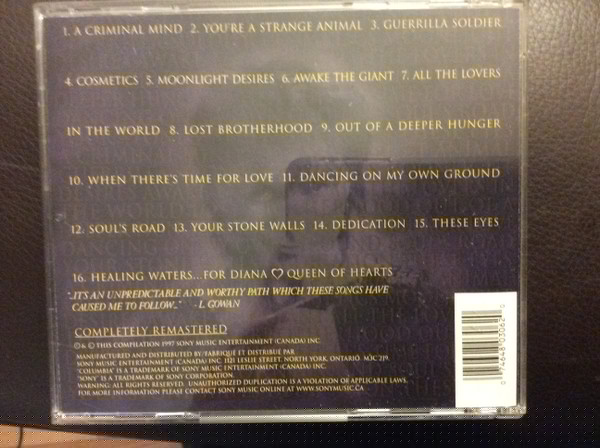 1. A CRIMINAL MIND 2. YOU'RE A STRANGE ANIMAL 3. GUERRILLA SOLDIER
4. COSMETICS 5. MOONLIGHT DESIRES 6. AWAKE THE GIANT 7. ALL THE LOVERS
IN THE WORLD 8. LOST BROTHERHOOD 9. OUT OF A DEEPER HUNGER
10. WHEN THERE'S TIME FOR LOVE 11. DANCING ON MY OWN GROUND
12. SOUL'S ROAD 13. YOUR STONE WALLS 14. DEDICATION 15. THESE EYES
16. HEALING WATERS...FOR DIANA ♡ QUEEN OF HEARTS
"..IT'S AN UNPREDICTABLE AND WORTHY PATH WHICH THESE SONGS HAVE
CAUSED ME TO FOLLOW.." - L. GOWAN
COMPLETELY REMASTERED
℗& © THIS COMPILATION 1997 SONY MUSIC ENTERTAINMENT (CANADA) INC.
MANUFACTURED AND DISTRIBUTED BY/FABRIQUÉ ET DISTRIBUÉ PAR
SONY MUSIC ENTERTAINMENT (CANADA) INC. 1121 LESLIE STREET, NORTH YORK, ONTARIO. M3C 2J9.
"COLUMBIA" IS A TRADEMARK OF SONY MUSIC ENTERTAINMENT (CANADA) INC.
"SONY" IS A TRADEMARK OF SONY CORPORATION.
WARNING: ALL RIGHTS RESERVED. UNAUTHORIZED DUPLICATION IS A VIOLATION OR APPLICABLE LAWS.
FOR MORE INFORMATION PLEASE CONTACT SONY MUSIC ONLINE AT WWW.SONYMUSIC.CA